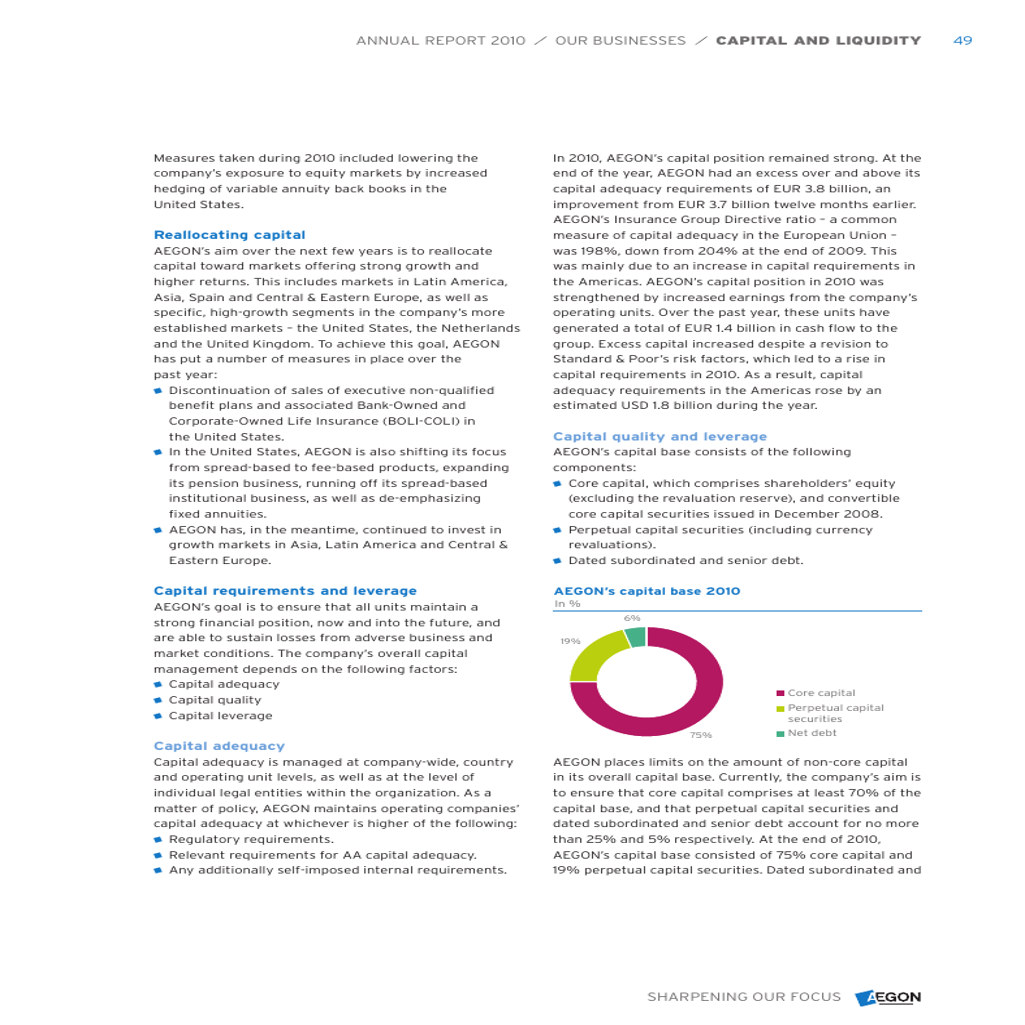 ANNUAL REPORT 2010 / OUR BUSINESSES / CAPITAL AND LIQUIDITY 49
Measures taken during 2010 included lowering the
company's exposure to equity markets by increased
hedging of variable annuity back books in the
United States.
Reallocating capital
AEGON's aim over the next few years is to reallocate
capital toward markets offering strong growth and
higher returns. This includes markets in Latin America,
Asia, Spain and Central & Eastern Europe, as well as
specific, high-growth segments in the company's more
established markets – the United States, the Netherlands
and the United Kingdom. To achieve this goal, AEGON
has put a number of measures in place over the
past year:
Discontinuation of sales of executive non-qualified
benefit plans and associated Bank-Owned and
Corporate-Owned Life Insurance (BOLI-COLI) in
the United States.
In the United States, AEGON is also shifting its focus
from spread-based to fee-based products, expanding
its pension business, running off its spread-based
institutional business, as well as de-emphasizing
fixed annuities.
AEGON has, in the meantime, continued to invest in
growth markets in Asia, Latin America and Central &
Eastern Europe.
Capital requirements and leverage
AEGON's goal is to ensure that all units maintain a
strong financial position, now and into the future, and
are able to sustain losses from adverse business and
market conditions. The company's overall capital
management depends on the following factors:
Capital adequacy
Capital quality
Capital leverage
Capital adequacy
Capital adequacy is managed at company-wide, country
and operating unit levels, as well as at the level of
individual legal entities within the organization. As a
matter of policy, AEGON maintains operating companies'
capital adequacy at whichever is higher of the following:
Regulatory requirements.
Relevant requirements for AA capital adequacy.
Any additionally self-imposed internal requirements.
In 2010, AEGON's capital position remained strong. At the
end of the year, AEGON had an excess over and above its
capital adequacy requirements of EUR 3.8 billion, an
improvement from EUR 3.7 billion twelve months earlier.
AEGON's Insurance Group Directive ratio – a common
measure of capital adequacy in the European Union –
was 198%, down from 204% at the end of 2009. This
was mainly due to an increase in capital requirements in
the Americas. AEGON's capital position in 2010 was
strengthened by increased earnings from the company's
operating units. Over the past year, these units have
generated a total of EUR 1.4 billion in cash flow to the
group. Excess capital increased despite a revision to
Standard & Poor's risk factors, which led to a rise in
capital requirements in 2010. As a result, capital
adequacy requirements in the Americas rose by an
estimated USD 1.8 billion during the year.
Capital quality and leverage
AEGON's capital base consists of the following
components:
Core capital, which comprises shareholders' equity
(excluding the revaluation reserve), and convertible
core capital securities issued in December 2008.
Perpetual capital securities (including currency
revaluations).
Dated subordinated and senior debt.
AEGON's capital base 2010
In %
6%
19%
75%
Core capital
Perpetual capital
securities
Net debt
AEGON places limits on the amount of non-core capital
in its overall capital base. Currently, the company's aim is
to ensure that core capital comprises at least 70% of the
capital base, and that perpetual capital securities and
dated subordinated and senior debt account for no more
than 25% and 5% respectively. At the end of 2010,
AEGON's capital base consisted of 75% core capital and
19% perpetual capital securities. Dated subordinated and
SHARPENING OUR FOCUS AEGON